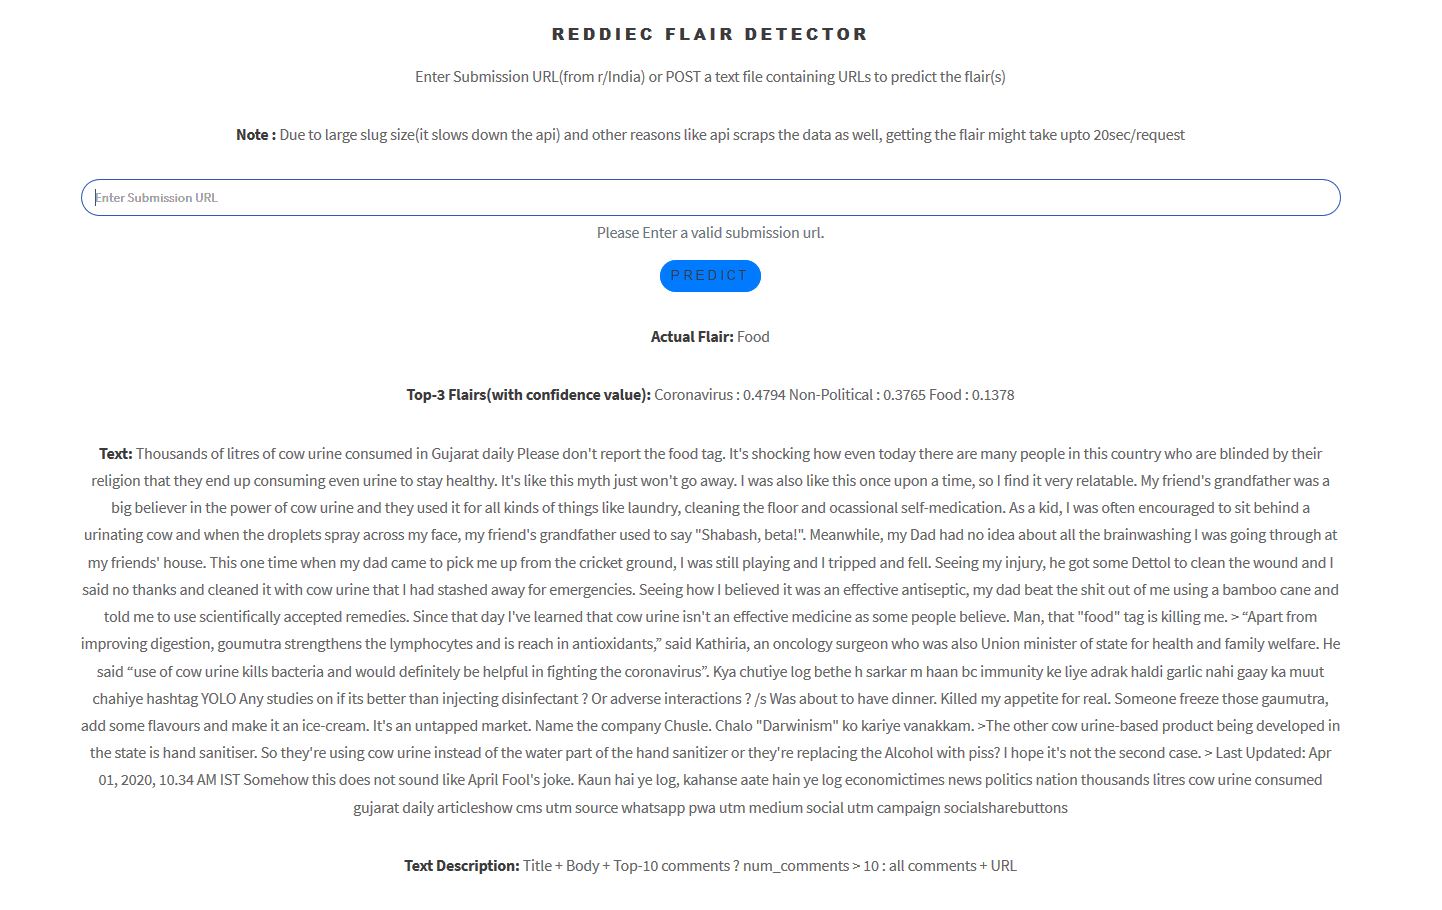 REDDIEC FLAIR DETECTOR
Enter Submission URL(from r/India) or POST a text file containing URLs to predict the flair(s)
Note : Due to large slug size(it slows down the api) and other reasons like api scraps the data as well, getting the flair might take upto 20sec/request
Enter Submission URL
Please Enter a valid submission url.
PREDICT
Actual Flair: Food
Top-3 Flairs(with confidence value): Coronavirus : 0.4794 Non-Political : 0.3765 Food : 0.1378
Text: Thousands of litres of cow urine consumed in Gujarat daily Please don't report the food tag. It's shocking how even today there are many people in this country who are blinded by their
religion that they end up consuming even urine to stay healthy. It's like this myth just won't go away. I was also like this once upon a time, so I find it very relatable. My friend's grandfather was a
big believer in the power of cow urine and they used it for all kinds of things like laundry, cleaning the floor and ocassional self-medication. As a kid, I was often encouraged to sit behind a
urinating cow and when the droplets spray across my face, my friend's grandfather used to say "Shabash, beta!". Meanwhile, my Dad had no idea about all the brainwashing I was going through at
my friends' house. This one time when my dad came to pick me up from the cricket ground, I was still playing and I tripped and fell. Seeing my injury, he got some Dettol to clean the wound and I
said no thanks and cleaned it with cow urine that I had stashed away for emergencies. Seeing how I believed it was an effective antiseptic, my dad beat the shit out of me using a bamboo cane and
told me to use scientifically accepted remedies. Since that day I've learned that cow urine isn't an effective medicine as some people believe. Man, that "food" tag is killing me. > “Apart from
improving digestion, goumutra strengthens the lymphocytes and is reach in antioxidants,” said Kathiria, an oncology surgeon who was also Union minister of state for health and family welfare. He
said “use of cow urine kills bacteria and would definitely be helpful in fighting the coronavirus”. Kya chutiye log bethe h sarkar m haan bc immunity ke liye adrak haldi garlic nahi gaay ka muut
chahiye hashtag YOLO Any studies on if its better than injecting disinfectant ? Or adverse interactions ? /s Was about to have dinner. Killed my appetite for real. Someone freeze those gaumutra,
add some flavours and make it an ice-cream. It's an untapped market. Name the company Chusle. Chalo "Darwinism" ko kariye vanakkam. >The other cow urine-based product being developed in
the state is hand sanitiser. So they're using cow urine instead of the water part of the hand sanitizer or they're replacing the Alcohol with piss? I hope it's not the second case. > Last Updated: Apr
01, 2020, 10.34 AM IST Somehow this does not sound like April Fool's joke. Kaun hai ye log, kahanse aate hain ye log economictimes news politics nation thousands litres cow urine consumed
gujarat daily articleshow cms utm source whatsapp pwa utm medium social utm campaign socialsharebuttons
Text Description: Title + Body + Top-10 comments ? num_comments > 10 : all comments + URL